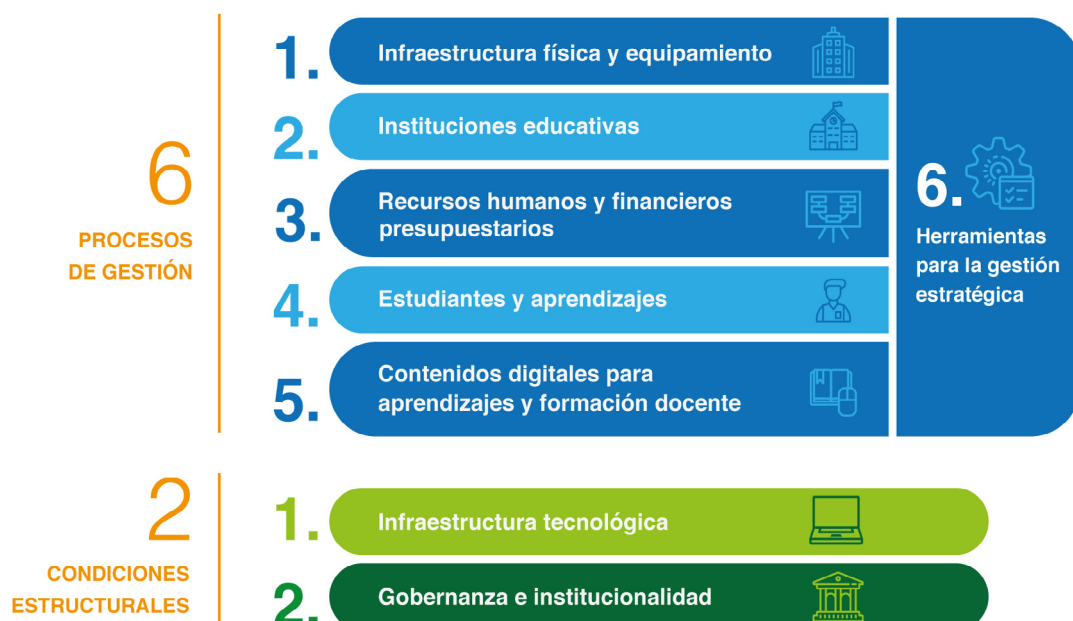 6
PROCESOS
DE GESTIÓN
1.
Infraestructura física y equipamiento
2.
Instituciones educativas
3.
Recursos humanos y financieros
presupuestarios
4.
Estudiantes y aprendizajes
5.
Contenidos digitales para
aprendizajes y formación docente
6.
Herramientas
para la gestión
estratégica
2
CONDICIONES
ESTRUCTURALES
1.
Infraestructura tecnológica
2.
Gobernanza e institucionalidad